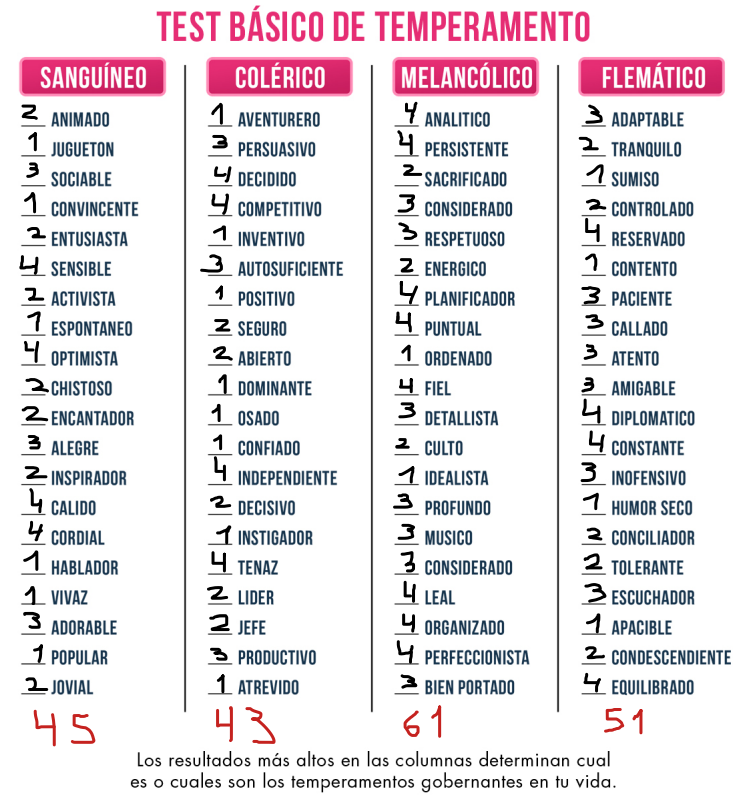 TEST BÁSICO DE TEMPERAMENTO
SANGUÍNEO
2 ANIMADO
1 JUGUETON
3 SOCIABLE
1 CONVINCENTE
2 ENTUSIASTA
4 SENSIBLE
2 ACTIVISTA
1 ESPONTANEO
4 OPTIMISTA
2 CHISTOSO
2 ENCANTADOR
3 ALEGRE
2 INSPIRADOR
4 CALIDO
4 CORDIAL
1 HABLADOR
1 VIVAZ
3 ADORABLE
1 POPULAR
2 JOVIAL
45
COLÉRICO
1 AVENTURERO
3 PERSUASIVO
4 DECIDIDO
4 COMPETITIVO
1 INVENTIVO
3 AUTOSUFICIENTE
1 POSITIVO
2 SEGURO
2 ABIERTO
1 DOMINANTE
1 OSADO
1 CONFIADO
4 INDEPENDIENTE
2 DECISIVO
1 INSTIGADOR
4 TENAZ
2 LIDER
2 JEFE
3 PRODUCTIVO
1 ATREVIDO
43
MELANCÓLICO
4 ANALITICO
4 PERSISTENTE
2 SACRIFICADO
3 CONSIDERADO
3 RESPETUOSO
2 ENERGICO
4 PLANIFICADOR
4 PUNTUAL
1 ORDENADO
4 FIEL
3 DETALLISTA
2 CULTO
1 IDEALISTA
3 PROFUNDO
3 MUSICO
3 CONSIDERADO
4 LEAL
4 ORGANIZADO
4 PERFECCIONISTA
3 BIEN PORTADO
61
FLEMÁTICO
3 ADAPTABLE
2 TRANQUILO
1 SUMISO
2 CONTROLADO
4 RESERVADO
1 CONTENTO
3 PACIENTE
3 CALLADO
3 ATENTO
3 AMIGABLE
4 DIPLOMATICO
4 CONSTANTE
3 INOFENSIVO
1 HUMOR SECO
2 CONCILIADOR
2 TOLERANTE
3 ESCUCHADOR
1 APACIBLE
2 CONDESCENDIENTE
4 EQUILIBRADO
51
Los resultados más altos en las columnas determinan cual
es o cuales son los temperamentos gobernantes en tu vida.